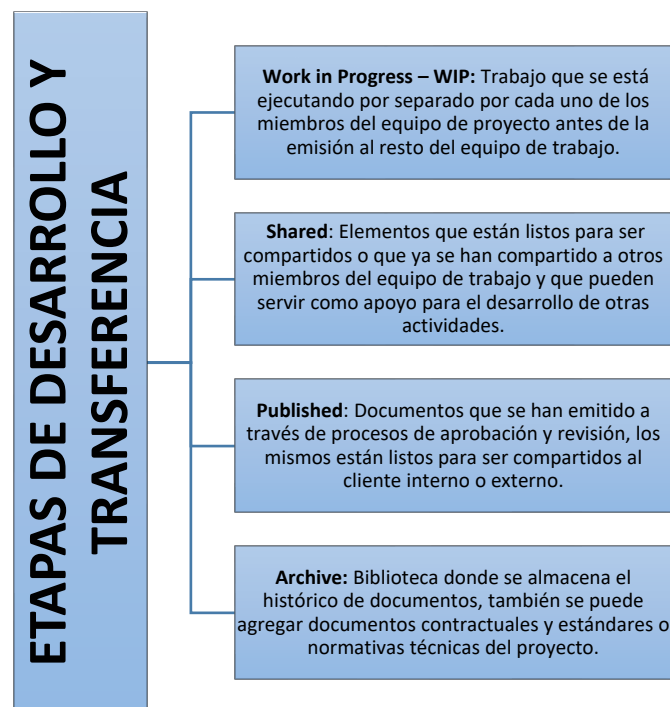 ETAPAS DE DESARROLLO Y
TRANSFERENCIA
Work in Progress – WIP: Trabajo que se está
ejecutando por separado por cada uno de los
miembros del equipo de proyecto antes de la
emisión al resto del equipo de trabajo.
Shared: Elementos que están listos para ser
compartidos o que ya se han compartido a otros
miembros del equipo de trabajo y que pueden
servir como apoyo para el desarrollo de otras
actividades.
Published: Documentos que se han emitido a
través de procesos de aprobación y revisión, los
mismos están listos para ser compartidos al
cliente interno o externo.
Archive: Biblioteca donde se almacena el
histórico de documentos, también se puede
agregar documentos contractuales y estándares o
normativas técnicas del proyecto.